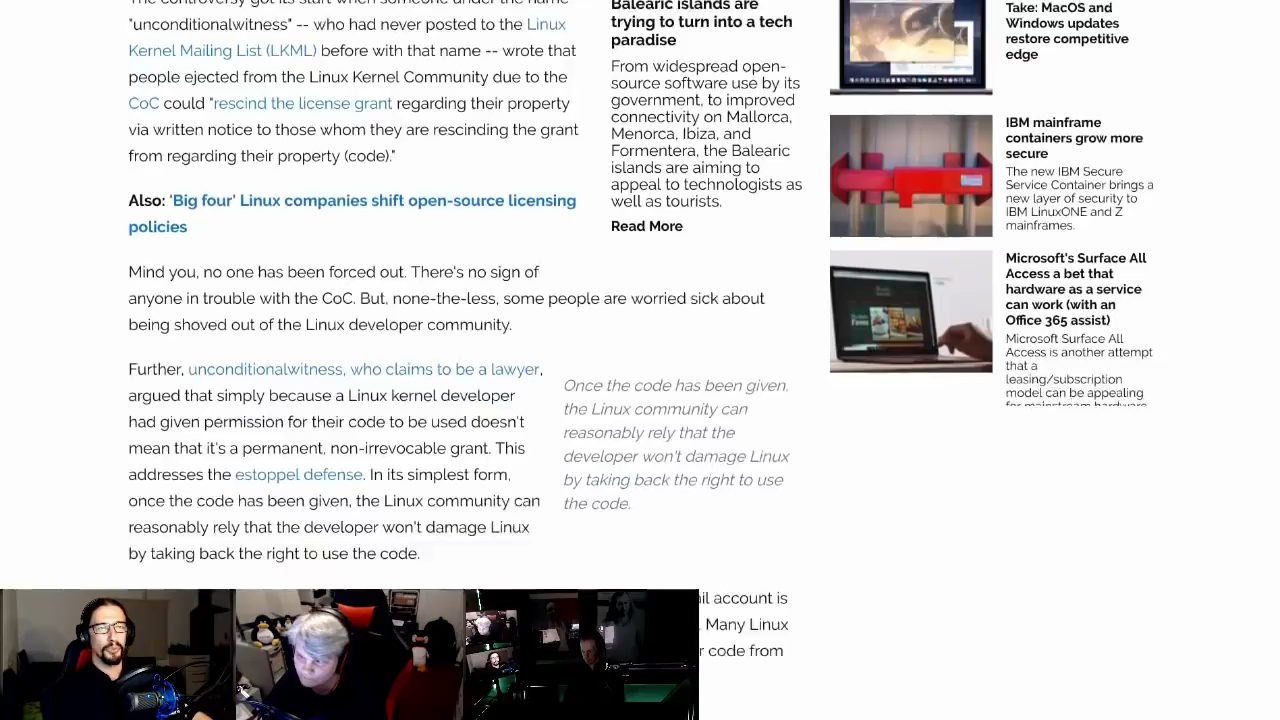 The controversy got its start when someone under the name
"unconditionalwitness" -- who had never posted to the Linux
Kernel Mailing List (LKML) before with that name -- wrote that
people ejected from the Linux Kernel Community due to the
CoC could "rescind the license grant regarding their property
via written notice to those whom they are rescinding the grant
from regarding their property (code)."
Also: 'Big four' Linux companies shift open-source licensing
policies
Mind you, no one has been forced out. There's no sign of
anyone in trouble with the CoC. But, none-the-less, some people are worried sick about
being shoved out of the Linux developer community.
Further, unconditionalwitness, who claims to be a lawyer,
argued that simply because a Linux kernel developer
had given permission for their code to be used doesn't
mean that it's a permanent, non-irrevocable grant. This
addresses the estoppel defense. In its simplest form,
once the code has been given, the Linux community can
reasonably rely that the developer won't damage Linux
by taking back the right to use the code.
Once the code has been given,
the Linux community can
reasonably rely that the
developer won't damage Linux
by taking back the right to use
the code.
il account is
. Many Linux
r code from
Balearic islands are
trying to turn into a tech
paradise
From widespread open-
source software use by its
government, to improved
connectivity on Mallorca,
Menorca, Ibiza, and
Formentera, the Balearic
islands are aiming to
appeal to technologists as
well as tourists.
Read More
Take: MacOS and
Windows updates
restore competitive
edge
IBM mainframe
containers grow more
secure
The new IBM Secure
Service Container brings a
new layer of security to
IBM LinuxONE and Z
mainframes.
Microsoft's Surface All
Access a bet that
hardware as a service
can work (with an
Office 365 assist)
Microsoft Surface All
Access is another attempt
that a
leasing/subscription
model can be appealing
for mainstream hardware